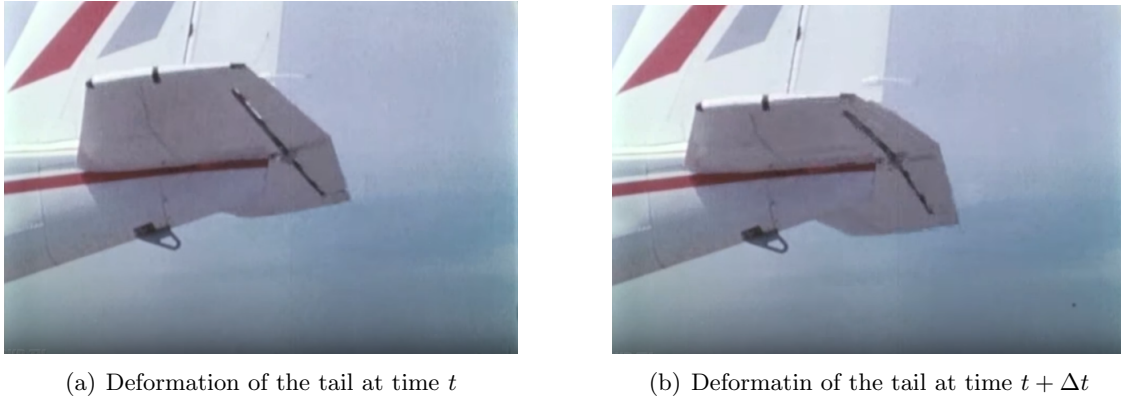 (a) Deformation of the tail at time t
(b) Deformatin of the tail at time t + Δt